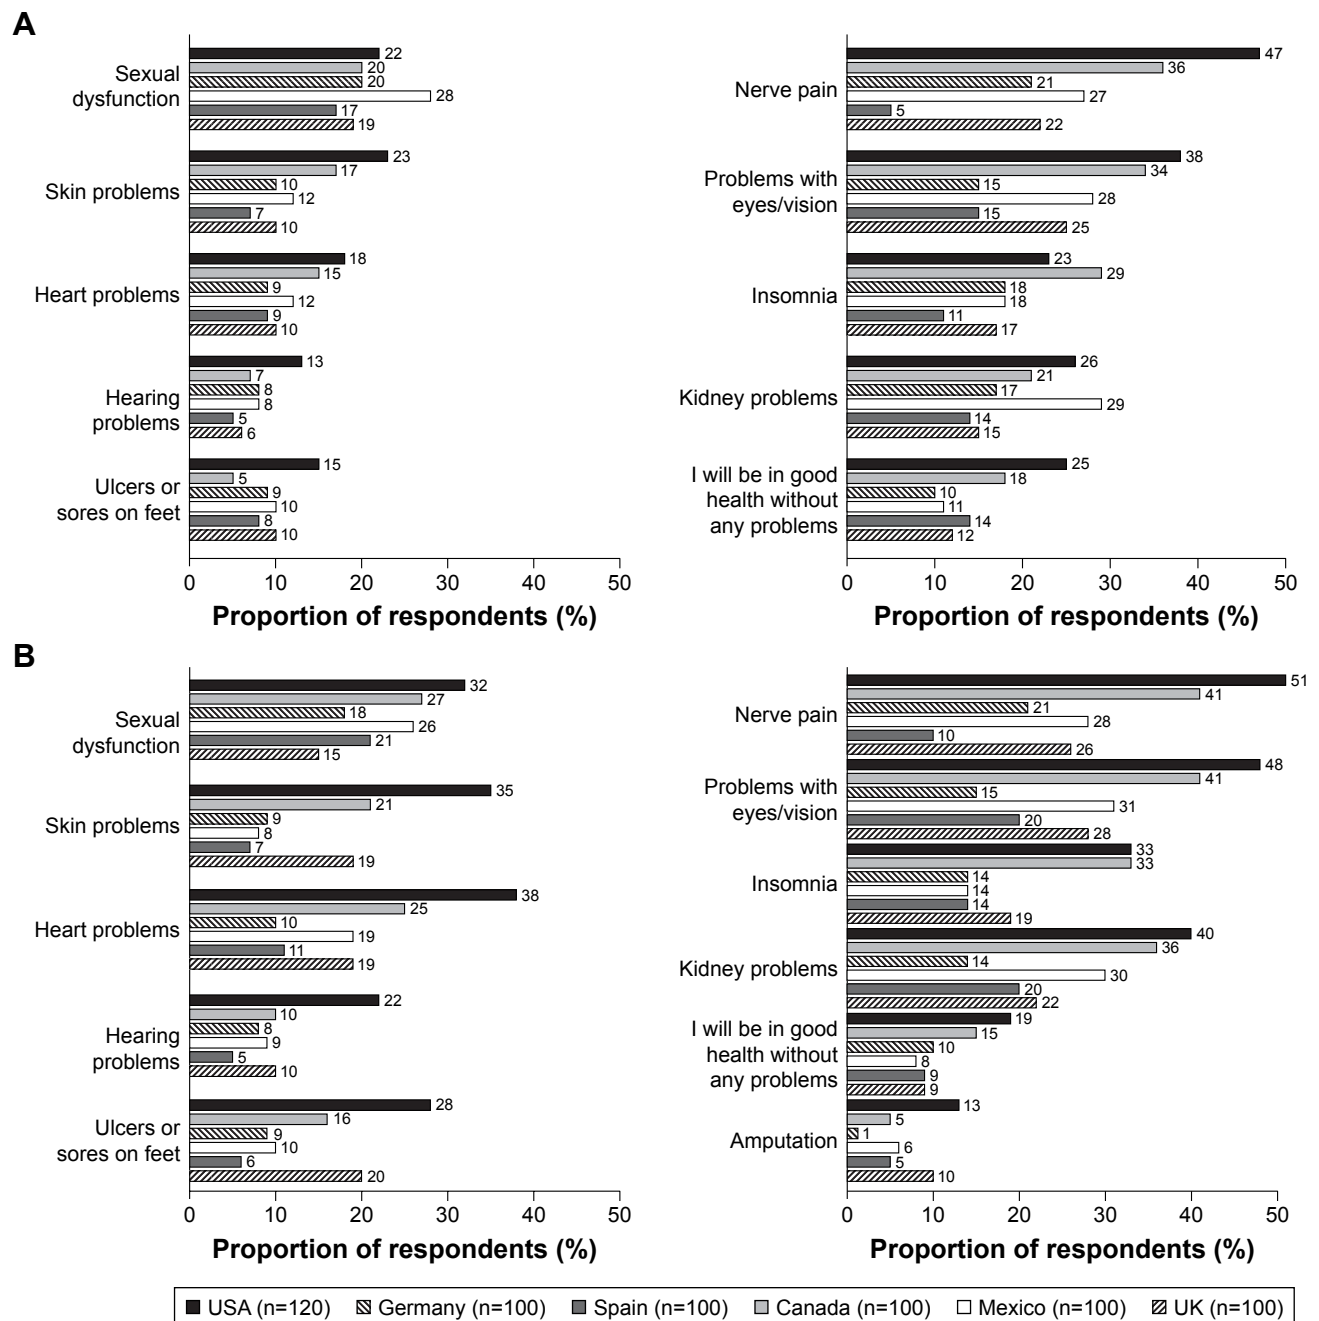 A
Sexual
dysfunction
22
20
20
28
17
19
Skin problems
23
17
10
12
7
10
Heart problems
18
15
9
12
9
10
Hearing
problems
13
7
8
8
5
6
Ulcers or
sores on feet
15
5
9
10
8
10
0 10 20 30 40 50
Proportion of respondents (%)
Nerve pain
47
36
21
27
5
22
Problems with
eyes/vision
38
34
15
28
15
25
Insomnia
23
29
18
18
11
17
Kidney problems
26
21
17
29
14
15
I will be in good
health without
any problems
25
18
10
11
14
12
0 10 20 30 40 50
Proportion of respondents (%)
B
Sexual
dysfunction
32
27
18
26
21
15
Skin problems
35
21
9
8
7
19
Heart problems
38
25
10
19
11
19
Hearing
problems
22
10
8
9
5
10
Ulcers or
sores on feet
28
16
9
10
6
20
0 10 20 30 40 50
Proportion of respondents (%)
Nerve pain
51
41
21
28
10
26
Problems with
eyes/vision
48
41
15
31
20
28
Insomnia
33
33
14
14
14
19
Kidney problems
40
36
14
30
20
22
I will be in good
health without
any problems
19
15
10
8
9
9
Amputation
13
5
1
6
5
10
0 10 20 30 40 50
Proportion of respondents (%)
USA (n=120) Germany (n=100) Spain (n=100) Canada (n=100) Mexico (n=100) UK (n=100)